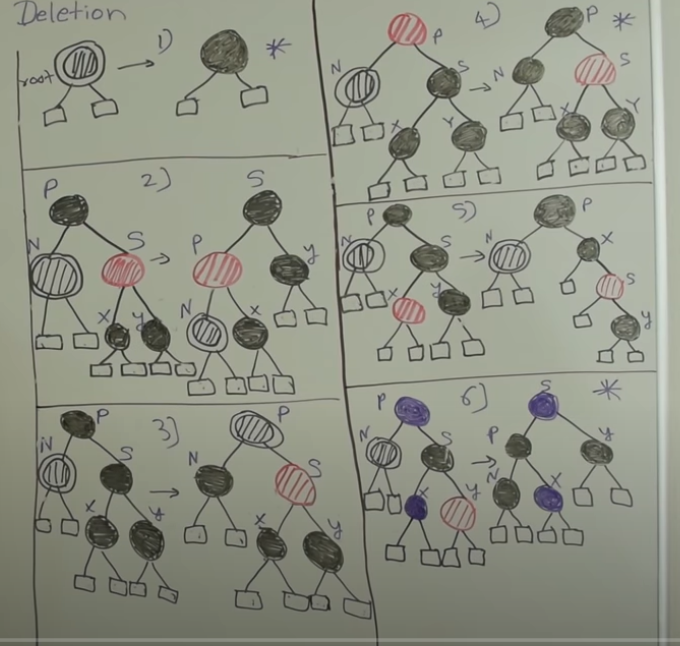 Deletion
1) *
root
2)
P S
N S P y
X y N X
3)
P P
N S N S
X y X y
4)
P P *
N S N S
X Y X Y
5)
P P
N S N X
X y S
y
6)
P S *
N S P y
X y N X